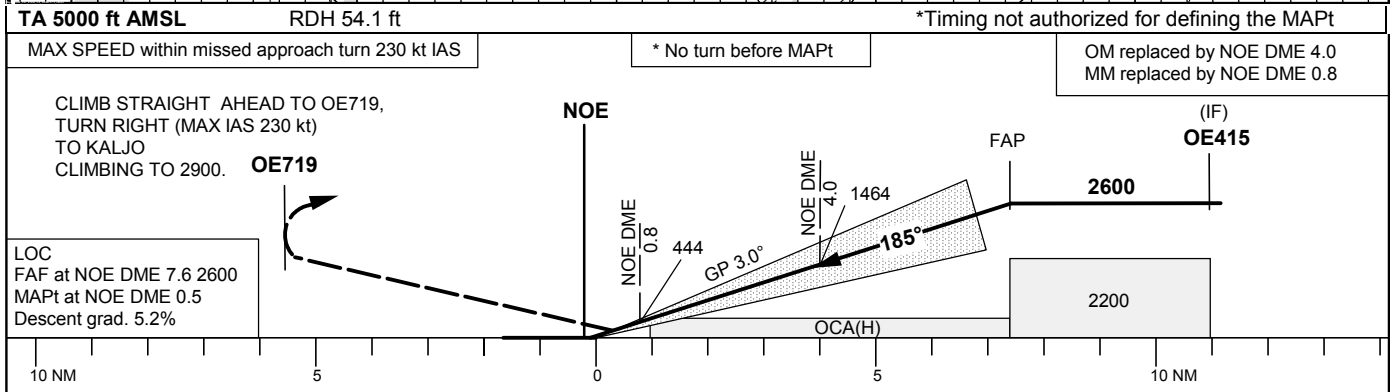 TA 5000 ft AMSL RDH 54.1 ft *Timing not authorized for defining the MAPt
MAX SPEED within missed approach turn 230 kt IAS
* No turn before MAPt
OM replaced by NOE DME 4.0
MM replaced by NOE DME 0.8
CLIMB STRAIGHT AHEAD TO OE719,
TURN RIGHT (MAX IAS 230 kt)
TO KALJO
CLIMBING TO 2900.
OE719
NOE
(IF)
OE415
FAP
2600
NOE DME
4.0
1464
NOE DME
0.8
444
GP 3.0°
185°
LOC
FAF at NOE DME 7.6 2600
MAPt at NOE DME 0.5
Descent grad. 5.2%
2200
OCA(H)
10 NM 5 0 5 10 NM